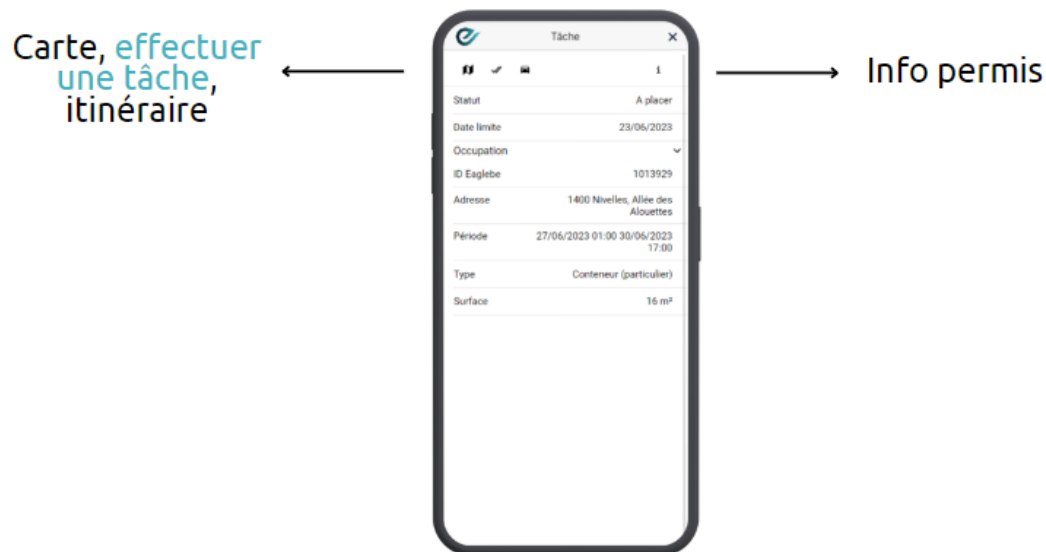 Carte, effectuer
une tâche,
itinéraire
Tâche
Statut A placer
Date limite 23/06/2023
Occupation
ID Eaglebe 1013929
Adresse 1400 Nivelles, Allée des
Alouettes
Période 27/06/2023 01:00 30/06/2023
17:00
Type Conteneur (particulier)
Surface 16 m²
Info permis